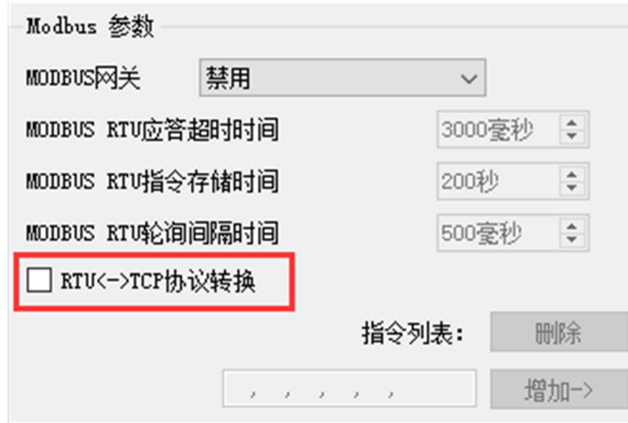 Modbus 参数
MODBUS网关 禁用
MODBUS RTU应答超时时间 3000毫秒
MODBUS RTU指令存储时间 200秒
MODBUS RTU轮询间隔时间 500毫秒
RTU<->TCP协议转换
指令列表: 删除
, , , , , 增加->